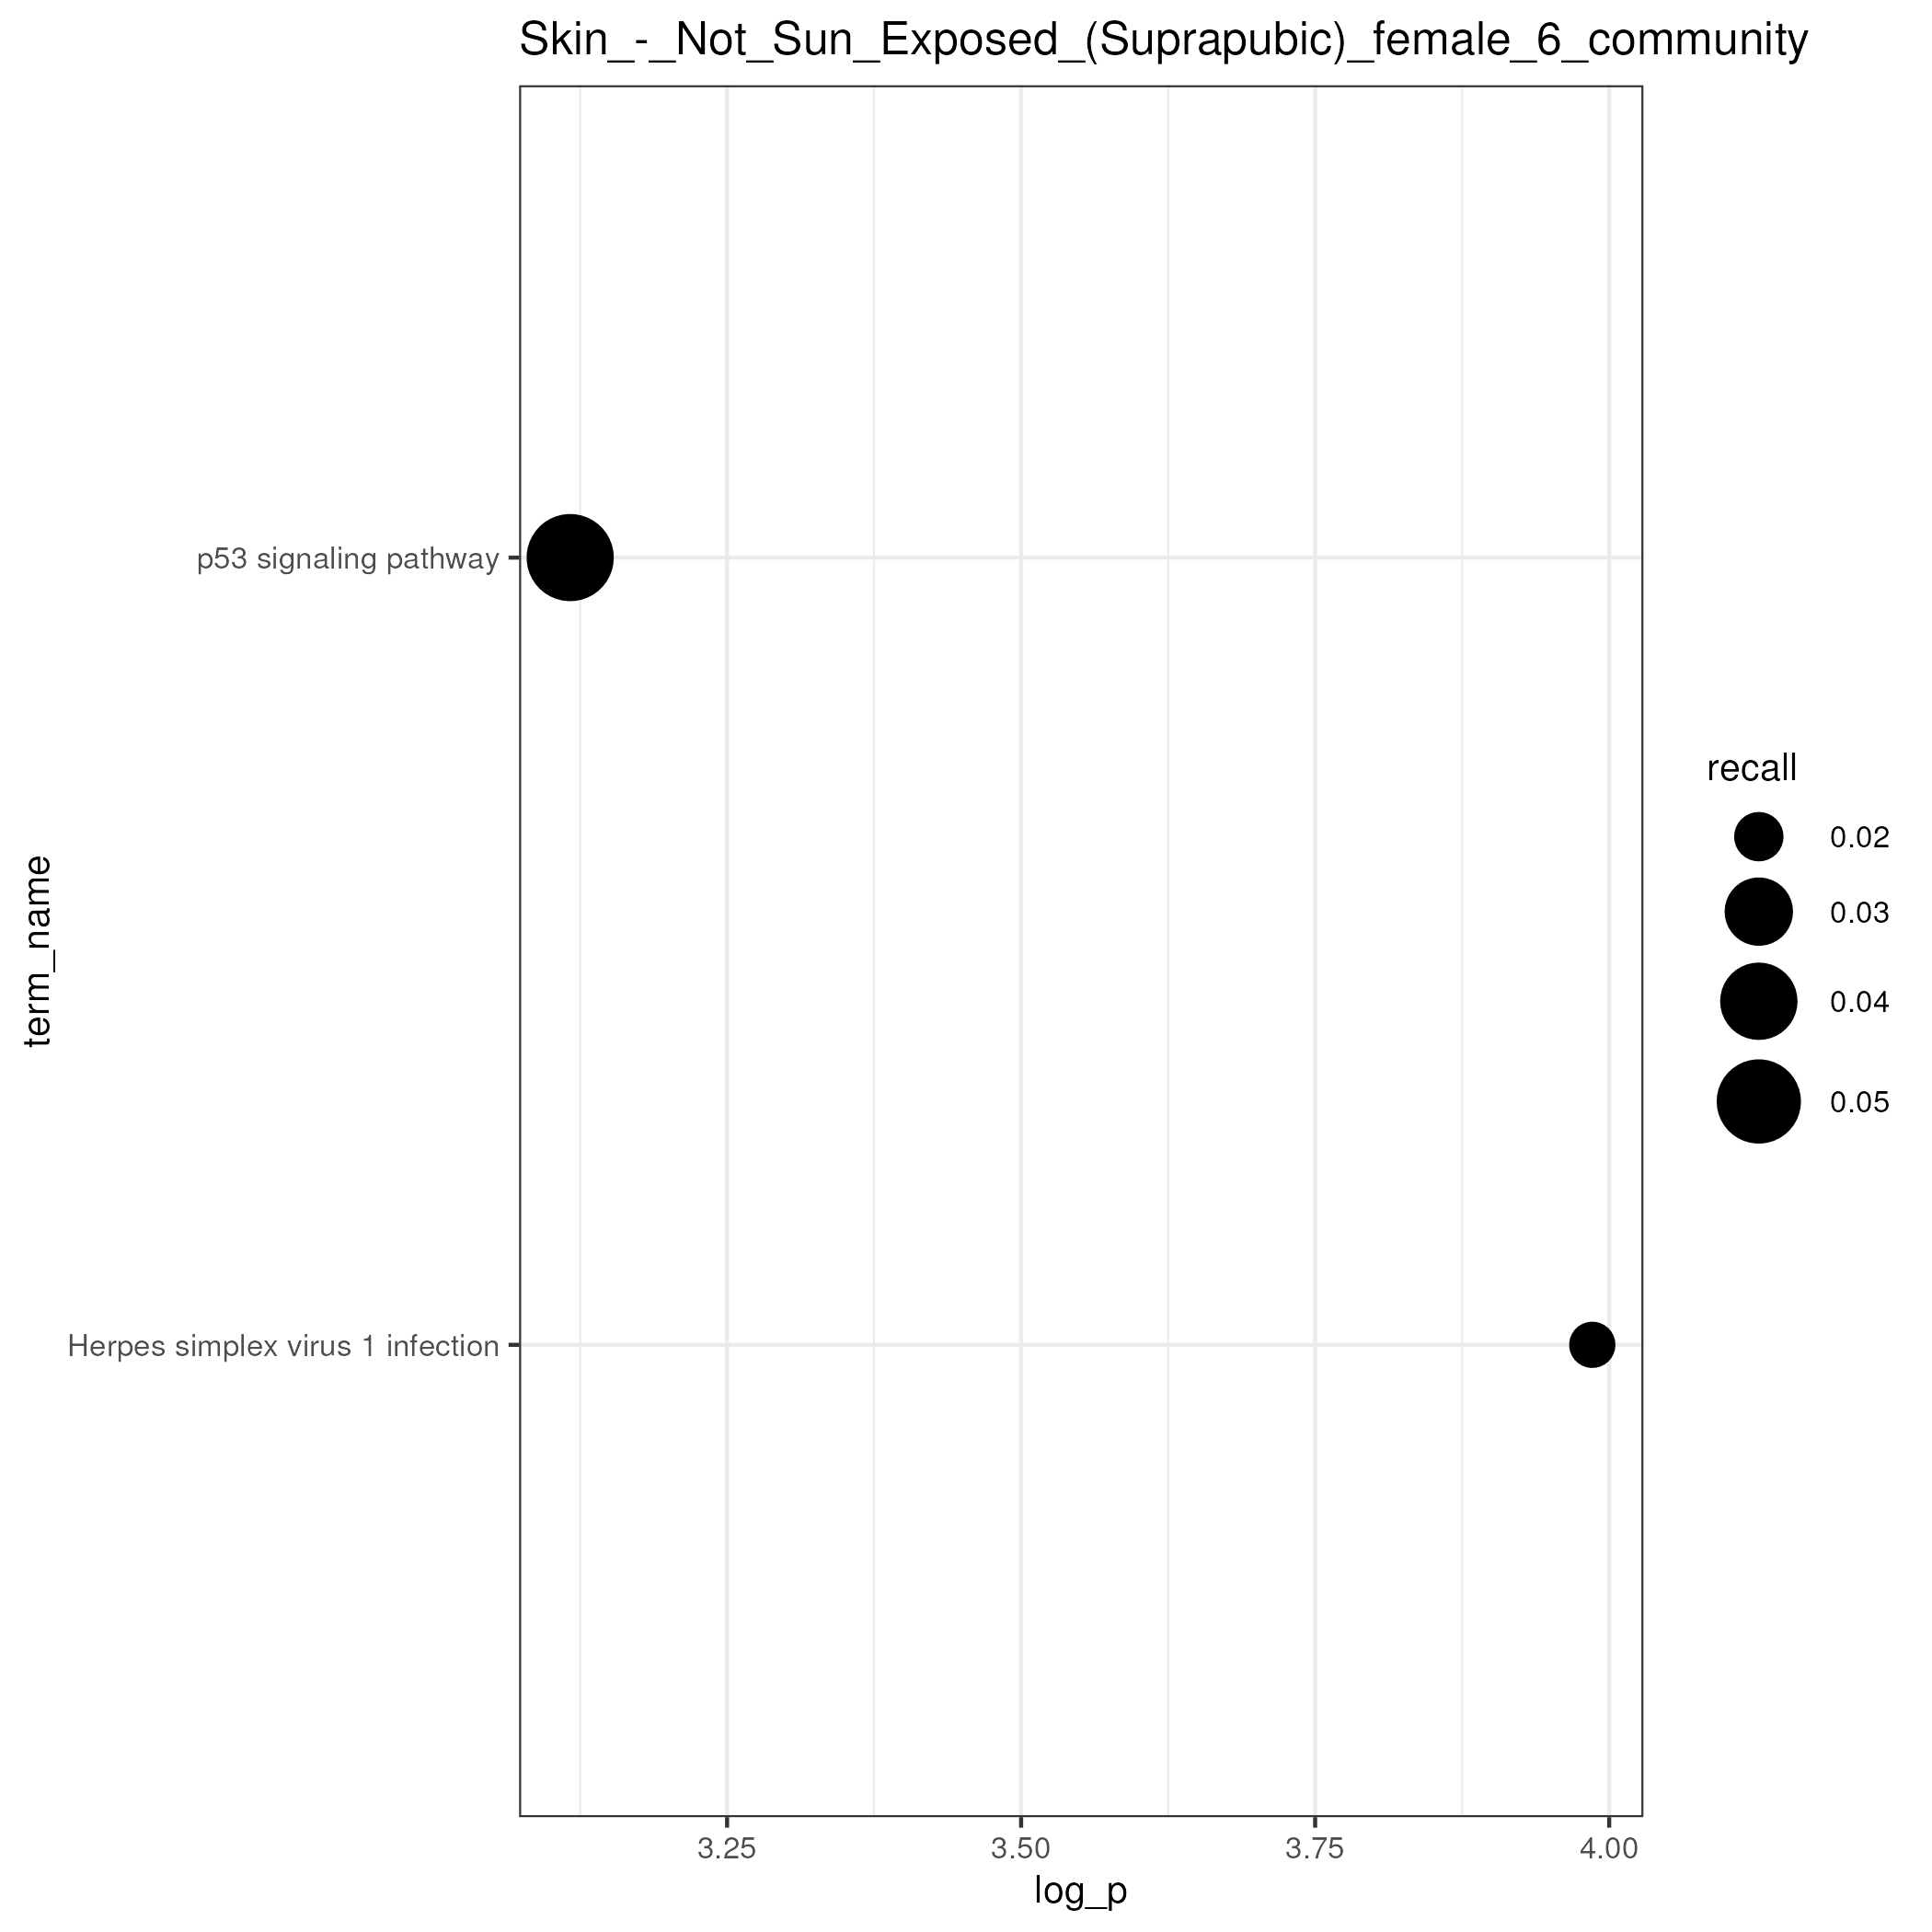 Skin_-_Not_Sun_Exposed_(Suprapubic)_female_6_community
p53 signaling pathway
Herpes simplex virus 1 infection
term_name
3.25
3.50
3.75
4.00
log_p
recall
0.02
0.03
0.04
0.05